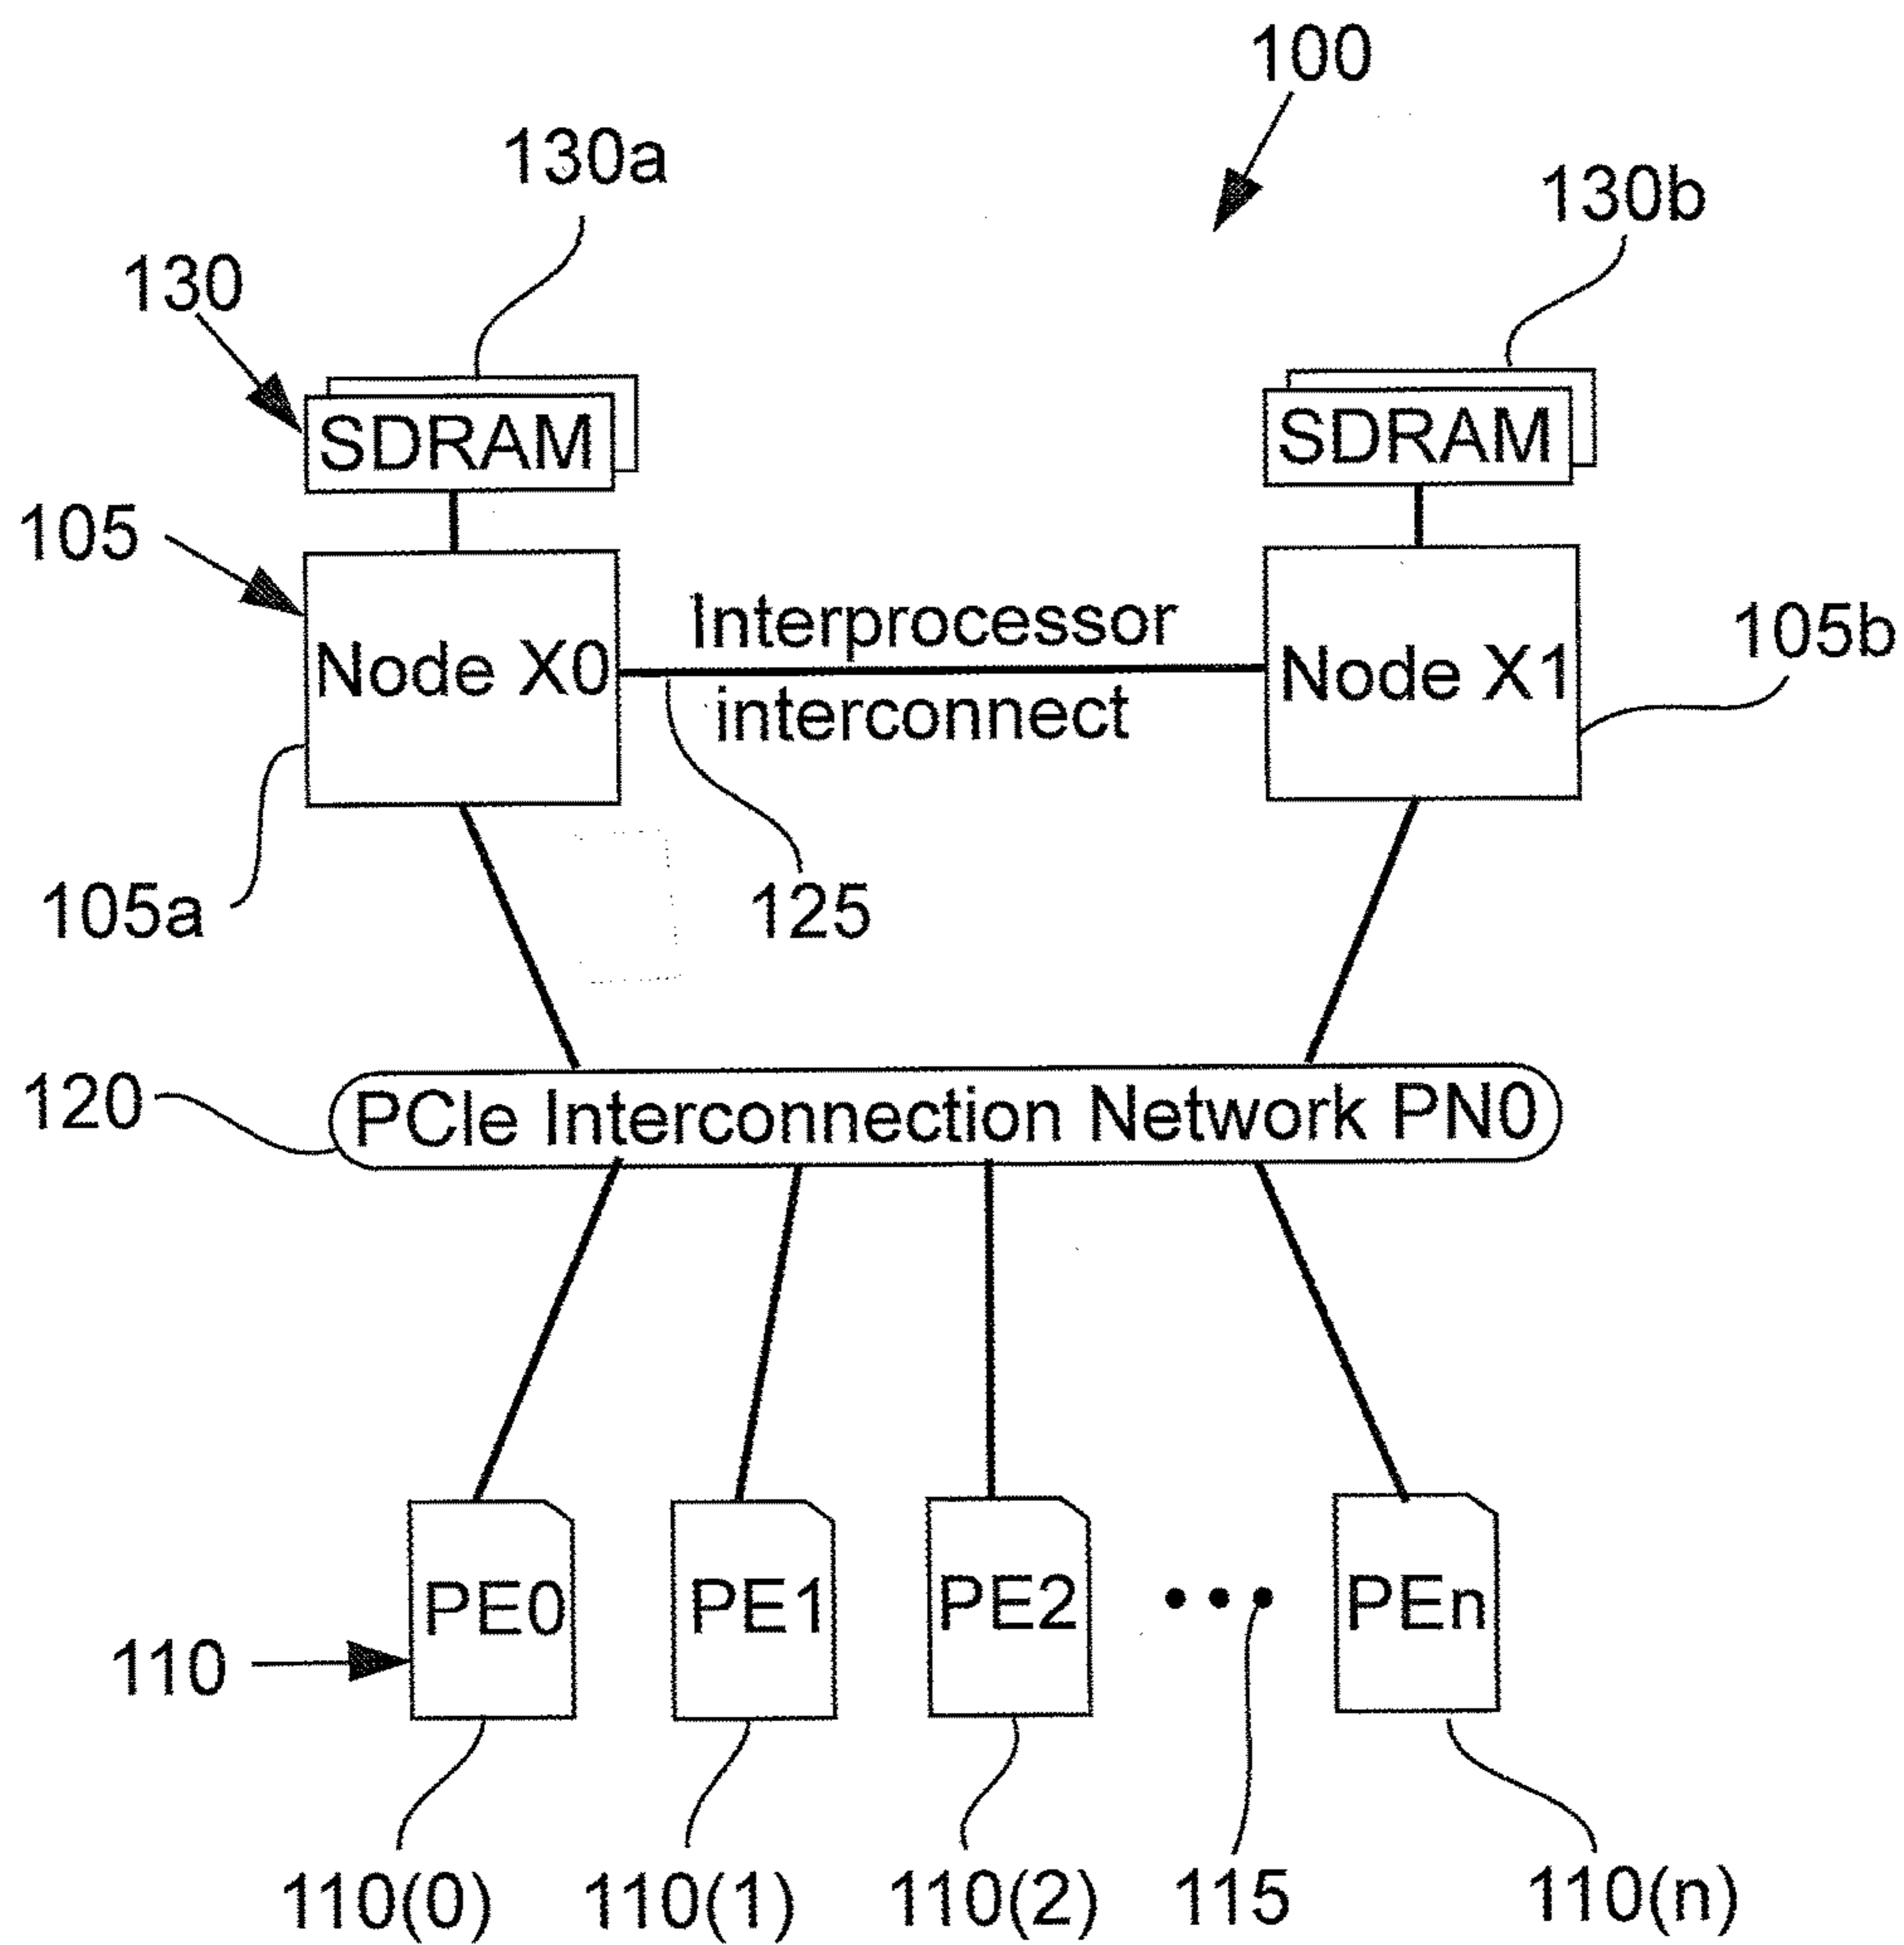 100
130a
130b
130
SDRAM
SDRAM
105
Node X0
Interprocessor
interconnect
Node X1
105b
105a
125
120
PCIe Interconnection Network PN0
PE0
PE1
PE2
PEn
110
110(0)
110(1)
110(2)
115
110(n)